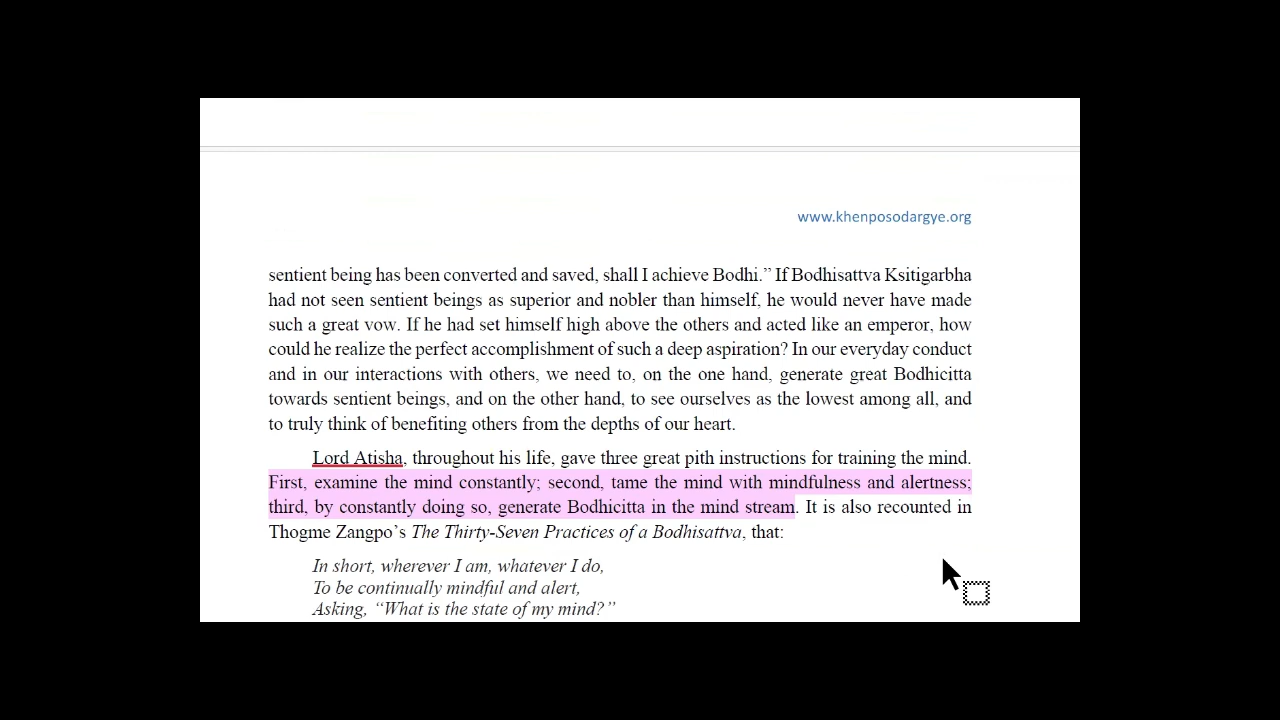 www.khenposodargye.org
sentient being has been converted and saved, shall I achieve Bodhi.” If Bodhisattva Ksitigarbha
had not seen sentient beings as superior and nobler than himself, he would never have made
such a great vow. If he had set himself high above the others and acted like an emperor, how
could he realize the perfect accomplishment of such a deep aspiration? In our everyday conduct
and in our interactions with others, we need to, on the one hand, generate great Bodhicitta
towards sentient beings, and on the other hand, to see ourselves as the lowest among all, and
to truly think of benefiting others from the depths of our heart.
Lord Atisha, throughout his life, gave three great pith instructions for training the mind.
First, examine the mind constantly; second, tame the mind with mindfulness and alertness;
third, by constantly doing so, generate Bodhicitta in the mind stream. It is also recounted in
Thogme Zangpo’s The Thirty-Seven Practices of a Bodhisattva, that:
In short, wherever I am, whatever I do,
To be continually mindful and alert,
Asking, “What is the state of my mind?”